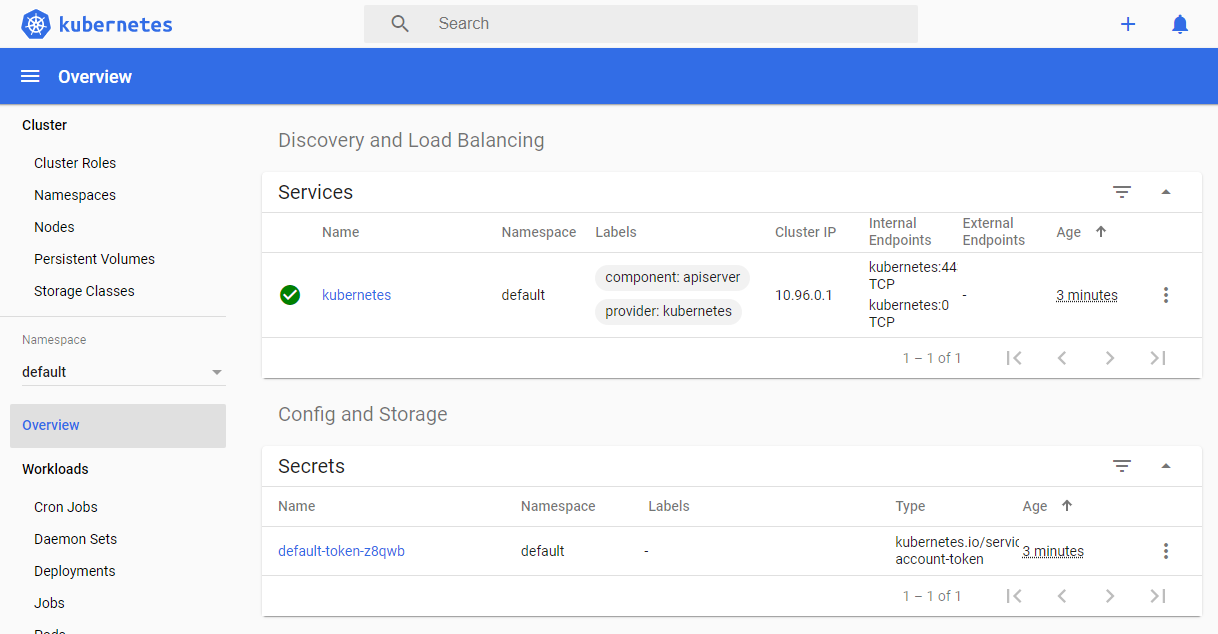 kubernetes
Search
Overview
Cluster
Cluster Roles
Namespaces
Nodes
Persistent Volumes
Storage Classes
Namespace
default
Overview
Workloads
Cron Jobs
Daemon Sets
Deployments
Jobs
Pods
Discovery and Load Balancing
Services
Name Namespace Labels Cluster IP Internal Endpoints External Endpoints Age
kubernetes default component: apiserver provider: kubernetes 10.96.0.1 kubernetes:44 TCP kubernetes:0 TCP - 3 minutes
1 – 1 of 1
Config and Storage
Secrets
Name Namespace Labels Type Age
default-token-z8qwb default - kubernetes.io/servic account-token 3 minutes
1 – 1 of 1